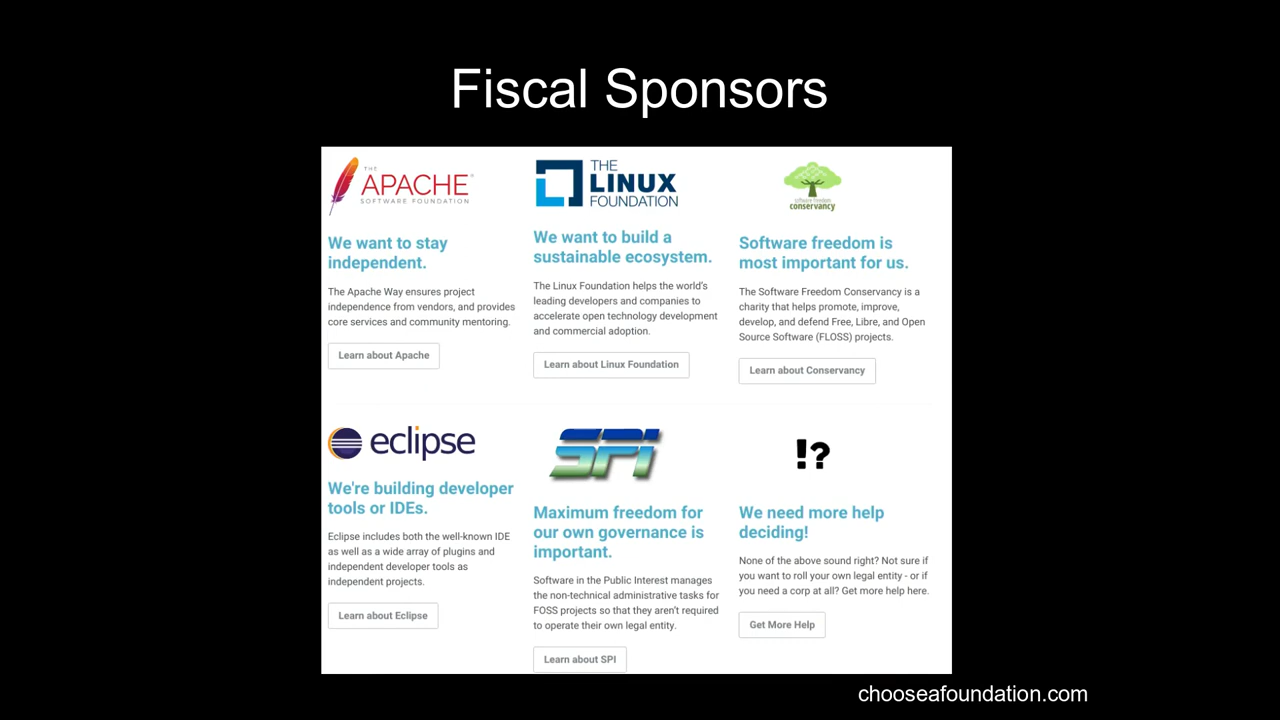 Fiscal Sponsors
THE
APACHE
SOFTWARE FOUNDATION
We want to stay
independent.
The Apache Way ensures project
independence from vendors, and provides
core services and community mentoring.
Learn about Apache
THE
LINUX
FOUNDATION
We want to build a
sustainable ecosystem.
The Linux Foundation helps the world's
leading developers and companies to
accelerate open technology development
and commercial adoption.
Learn about Linux Foundation
software freedom
conservancy
Software freedom is
most important for us.
The Software Freedom Conservancy is a
charity that helps promote, improve,
develop, and defend Free, Libre, and Open
Source Software (FLOSS) projects.
Learn about Conservancy
eclipse
We're building developer
tools or IDEs.
Eclipse includes both the well-known IDE
as well as a wide array of plugins and
independent developer tools as
independent projects.
Learn about Eclipse
SPI
Maximum freedom for
our own governance is
important.
Software in the Public Interest manages
the non-technical administrative tasks for
FOSS projects so that they aren't required
to operate their own legal entity.
Learn about SPI
!?
We need more help
deciding!
None of the above sound right? Not sure if
you want to roll your own legal entity - or if
you need a corp at all? Get more help here.
Get More Help
chooseafoundation.com